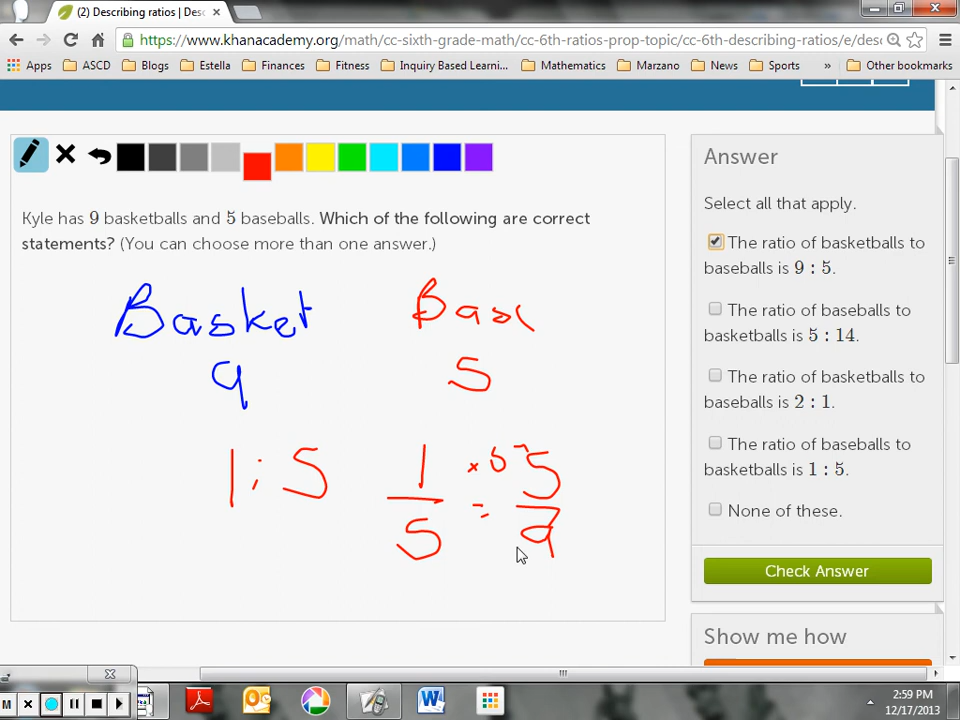 (2) Describing ratios | Desc
https://www.khanacademy.org/math/cc-sixth-grade-math/cc-6th-ratios-prop-topic/cc-6th-describing-ratios/e/desc
Apps ASCD Blogs Estella Finances Fitness Inquiry Based Learni... Mathematics Marzano News Sports » Other bookmarks
Kyle has 9 basketballs and 5 baseballs. Which of the following are correct
statements? (You can choose more than one answer.)
Basket Base
9 5
1 : 5
1/5 × 5 = 5/9
Answer
Select all that apply.
The ratio of basketballs to
baseballs is 9 : 5.
The ratio of baseballs to
basketballs is 5 : 14.
The ratio of basketballs to
baseballs is 2 : 1.
The ratio of baseballs to
basketballs is 1 : 5.
None of these.
Check Answer
Show me how
M
2:59 PM
12/17/2013